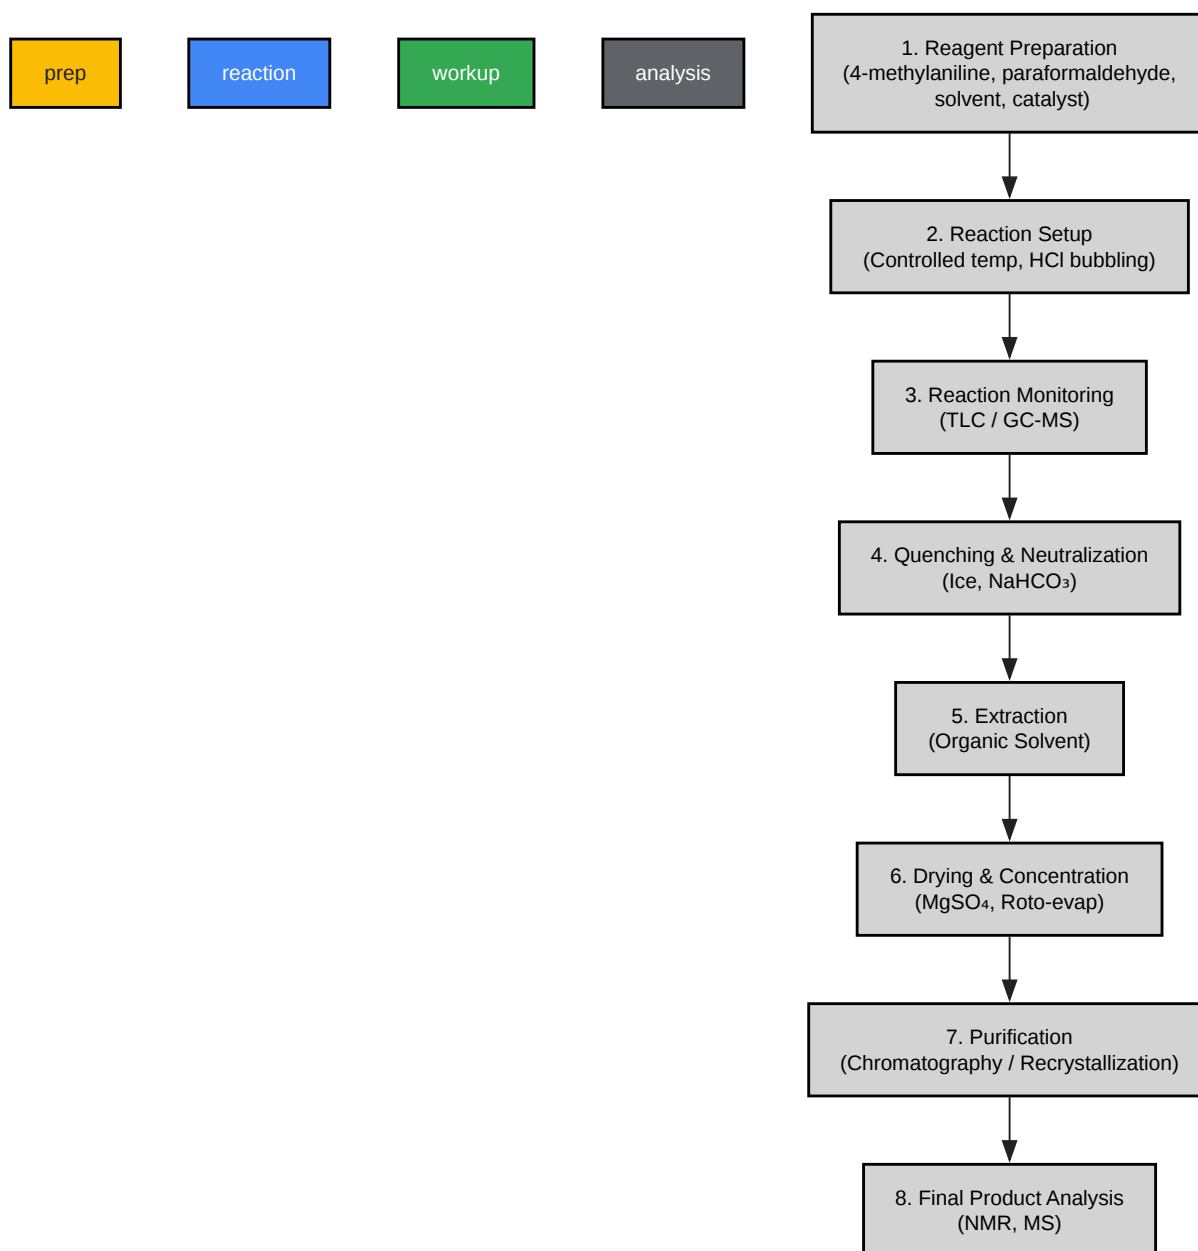 prep
reaction
workup
analysis
1. Reagent Preparation
(4-methylaniline, paraformaldehyde,
solvent, catalyst)
2. Reaction Setup
(Controlled temp, HCl bubbling)
3. Reaction Monitoring
(TLC / GC-MS)
4. Quenching & Neutralization
(Ice, NaHCO₃)
5. Extraction
(Organic Solvent)
6. Drying & Concentration
(MgSO₄, Roto-evap)
7. Purification
(Chromatography / Recrystallization)
8. Final Product Analysis
(NMR, MS)